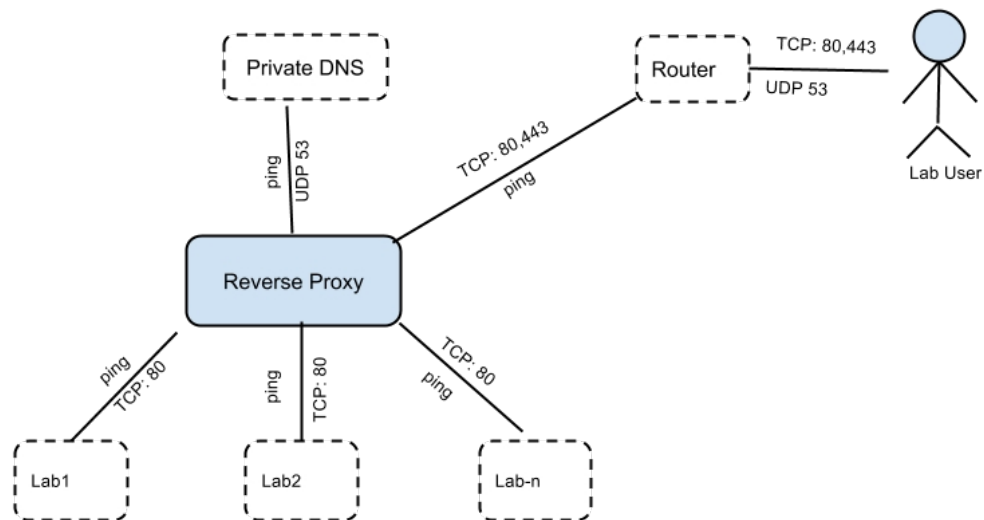 TCP: 80,443
UDP 53
Lab User
Router
Private DNS
ping
UDP 53
TCP: 80,443
ping
Reverse Proxy
ping
TCP: 80
ping
TCP: 80
TCP: 80
ping
Lab1
Lab2
Lab-n